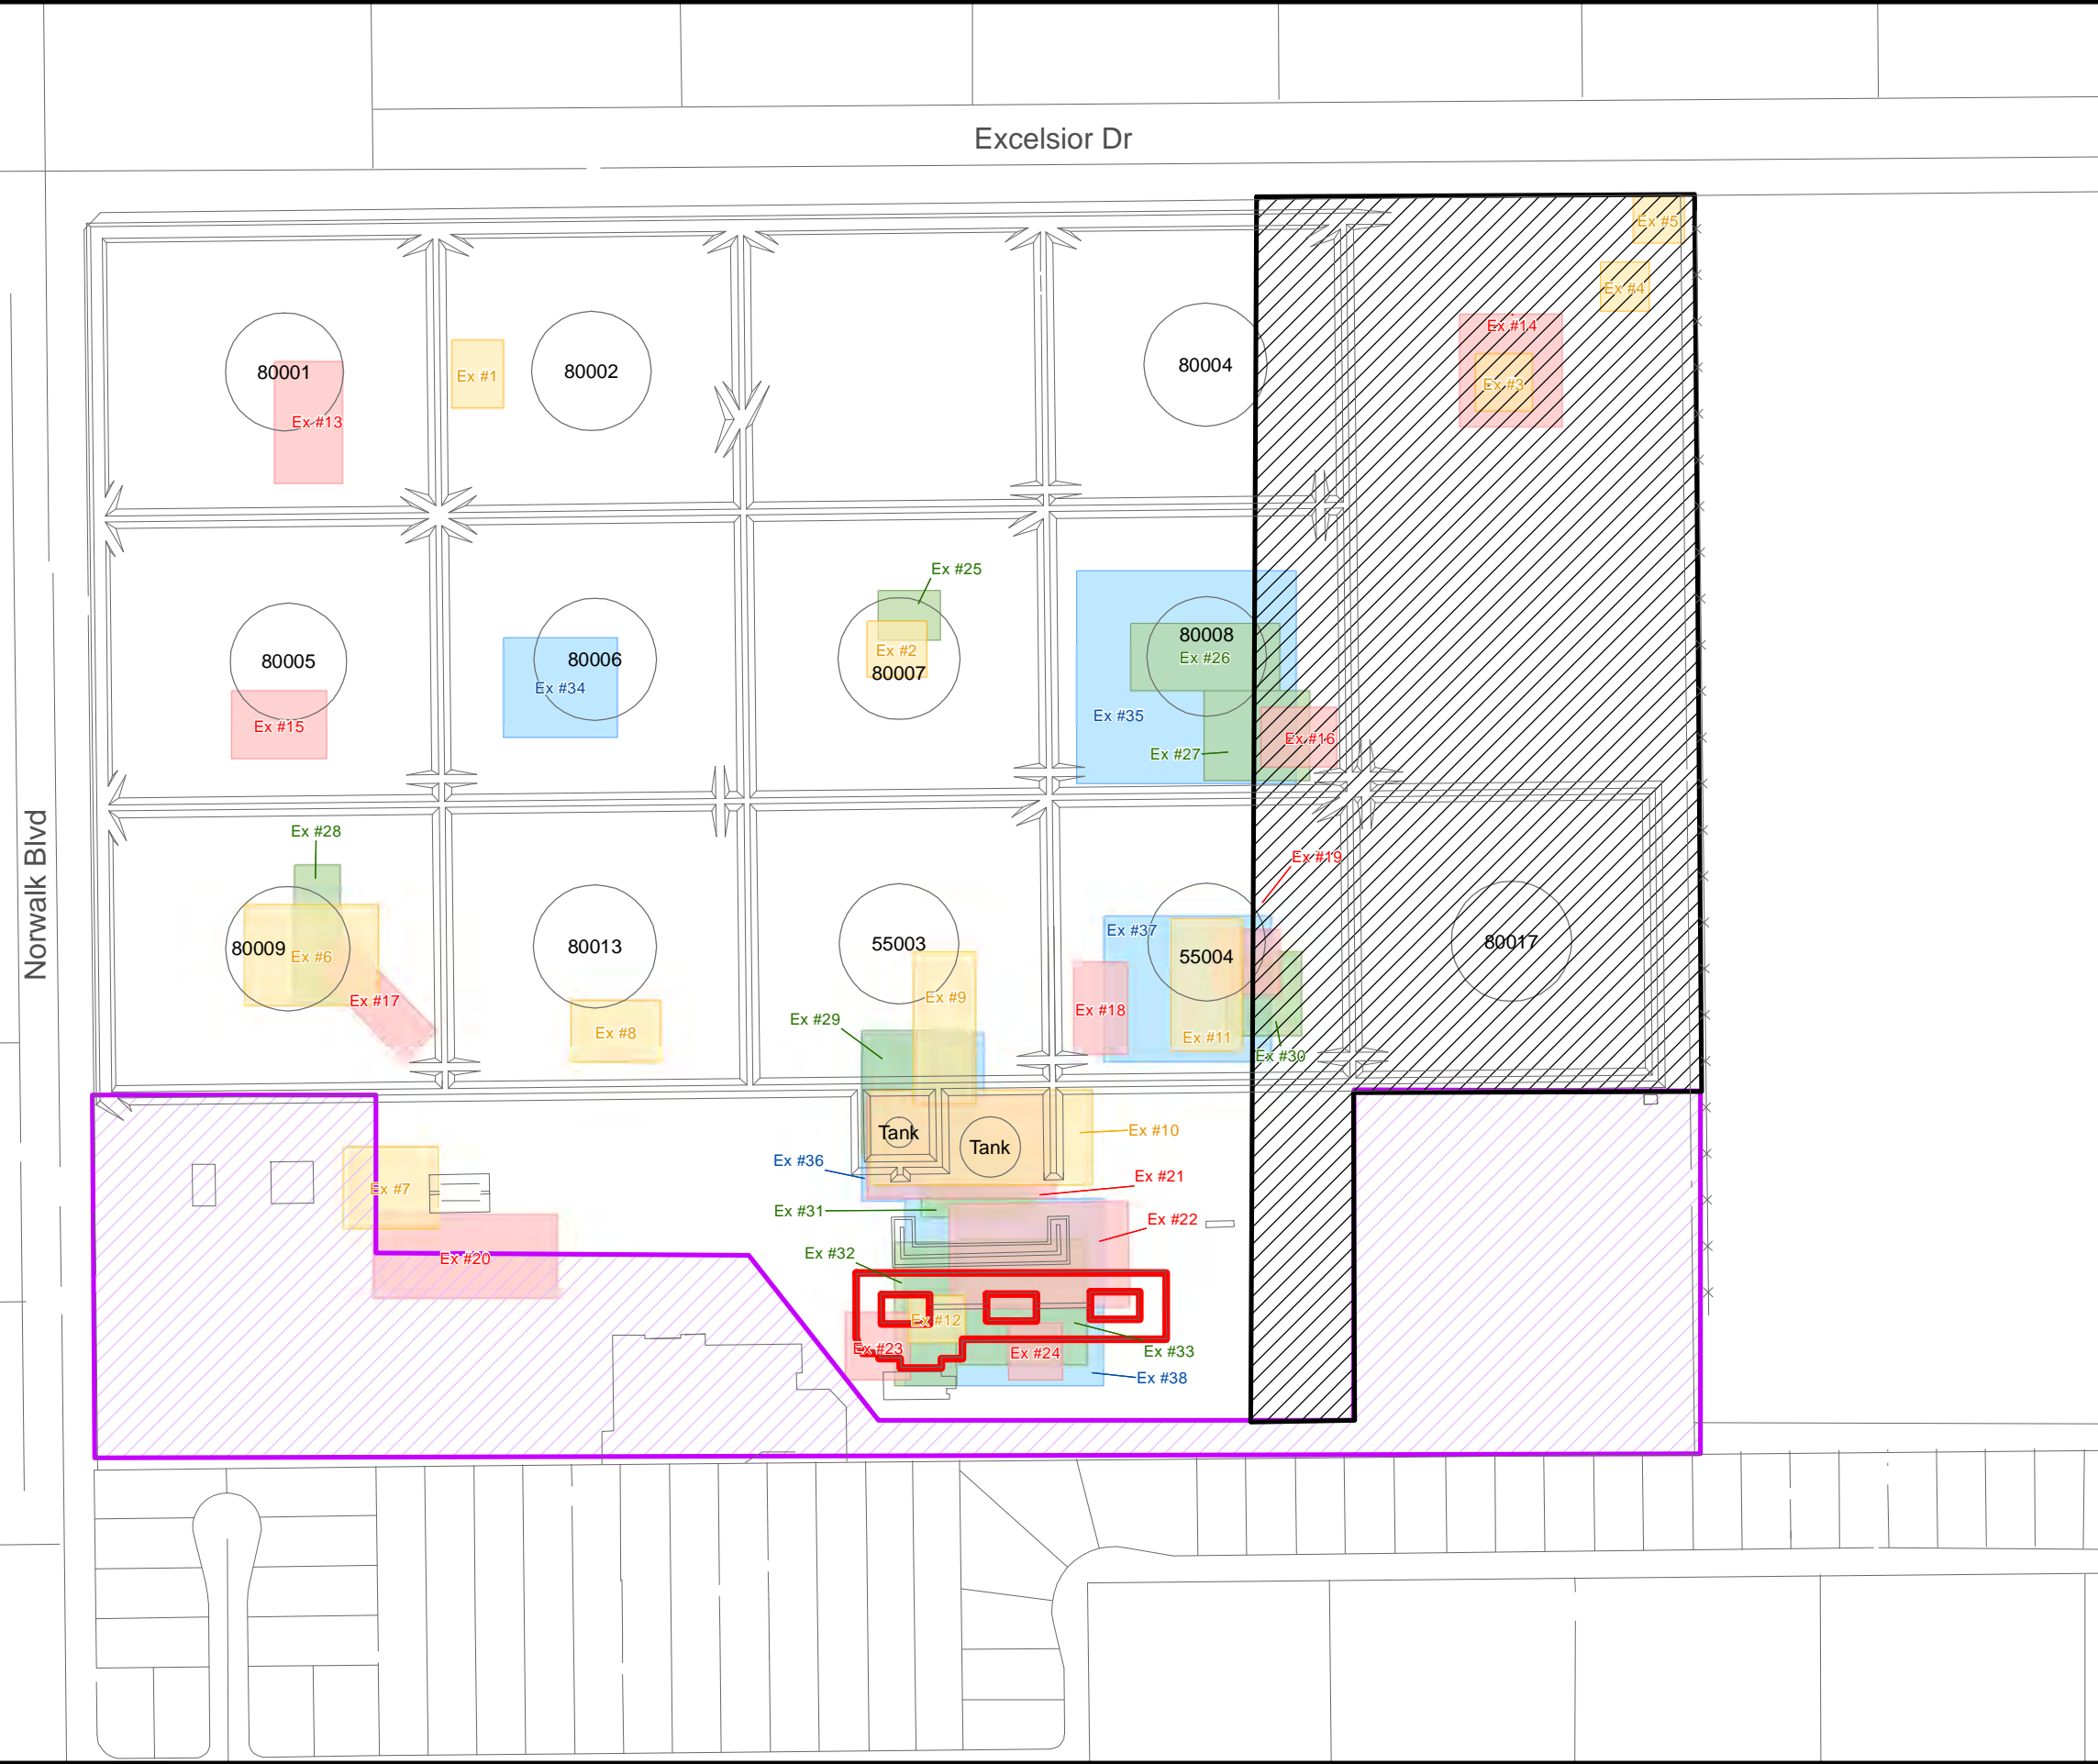 Excelsior Dr
Ex #5
Ex #4
Ex #14
80001
Ex #1
80002
80004
Ex #3
Ex #13
Ex #25
80005
80006
Ex #34
Ex #2
80007
80008
Ex #26
Ex #35
Ex #15
Ex #27
Ex #16
Norwalk Blvd
Ex #28
Ex #19
80009
Ex #6
80013
55003
Ex #37
55004
80017
Ex #17
Ex #9
Ex #18
Ex #29
Ex #8
Ex #11
Ex #30
Tank
Tank
Ex #10
Ex #36
Ex #21
Ex #7
Ex #31
Ex #22
Ex #20
Ex #32
Ex #12
Ex #23
Ex #24
Ex #33
Ex #38